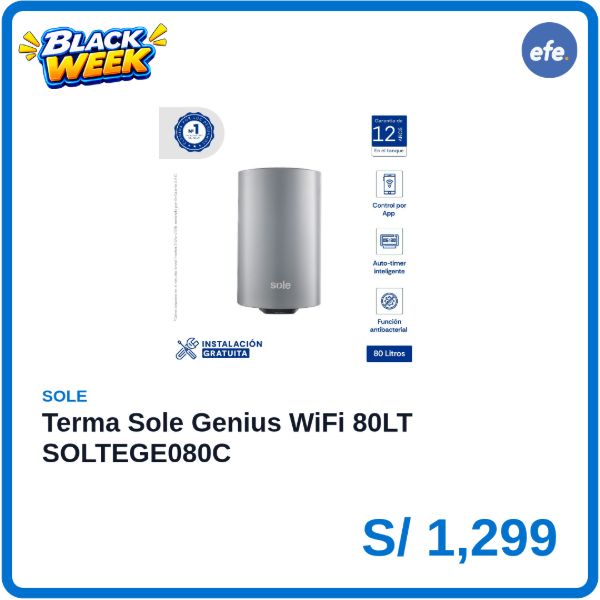 BLACK
WEEK
efe.
N°1
Garantía de
12 AÑOS
En el tanque
Control por
App
Auto-timer
inteligente
Función
antibacterial
80 Litros
sole
INSTALACIÓN
GRATUITA
SOLE
Terma Sole Genius WiFi 80LT
SOLTEGE080C
S/ 1,299